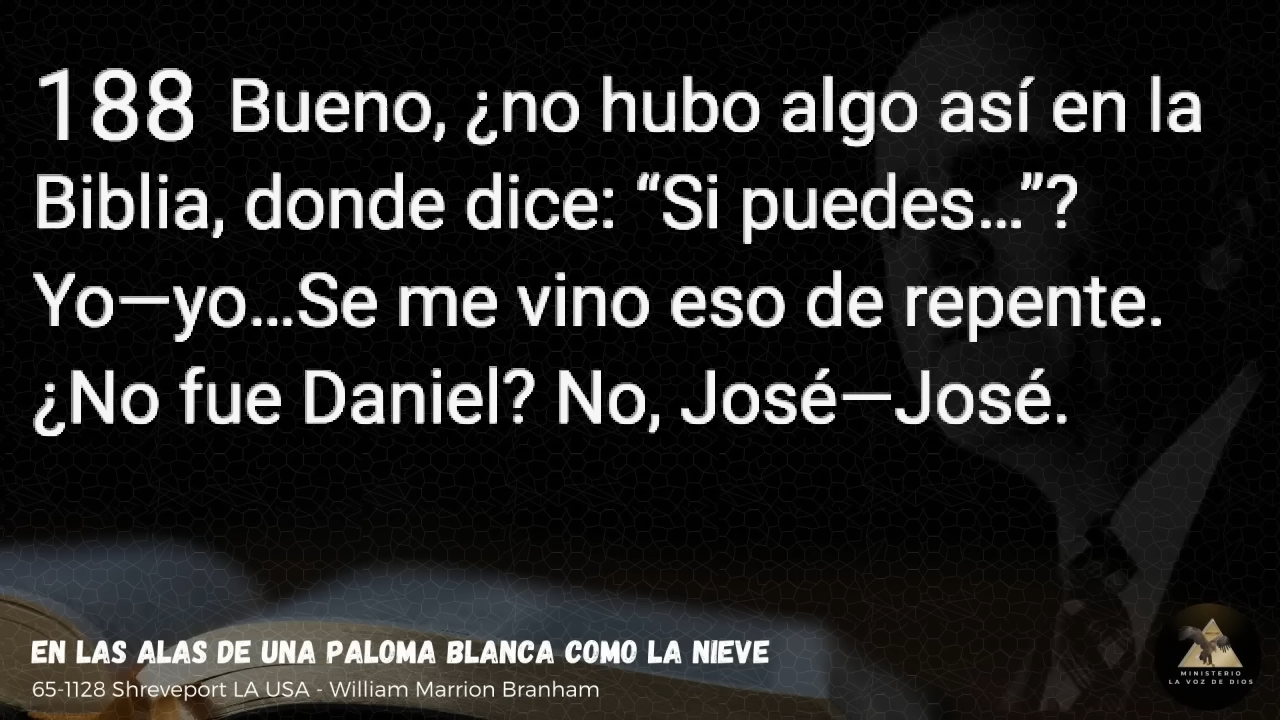 188 Bueno, ¿no hubo algo así en la
Biblia, donde dice: “Si puedes...”?
Yo—yo...Se me vino eso de repente.
¿No fue Daniel? No, José—José.
EN LAS ALAS DE UNA PALOMA BLANCA COMO LA NIEVE
65-1128 Shreveport LA USA - William Marrion Branham
MINISTERIO
LA VOZ DE DIOS